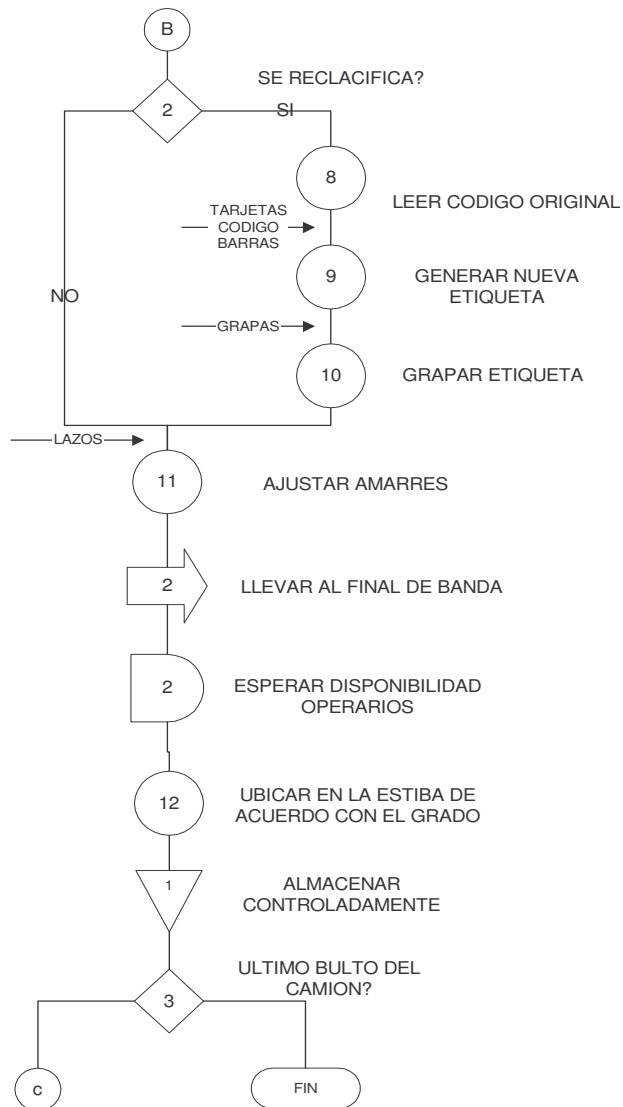 B
SE RECLACIFICA?
2
SI
8
LEER CODIGO ORIGINAL
TARJETAS
CODIGO
BARRAS
9
GENERAR NUEVA
ETIQUETA
NO
GRAPAS
10
GRAPAR ETIQUETA
LAZOS
11
AJUSTAR AMARRES
2
LLEVAR AL FINAL DE BANDA
2
ESPERAR DISPONIBILIDAD
OPERARIOS
12
UBICAR EN LA ESTIBA DE
ACUERDO CON EL GRADO
1
ALMACENAR
CONTROLADAMENTE
ULTIMO BULTO DEL
CAMION?
3
c
FIN